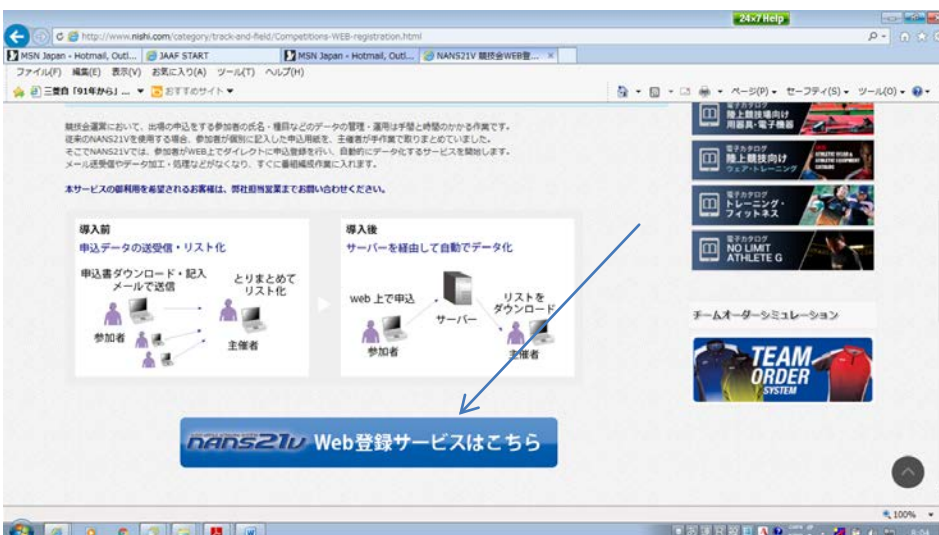 24×7 Help
http://www.nishi.com/category/track-and-field/Competitions-WEB-registration.html
MSN Japan - Hotmail, Outl...
JAAF START
MSN Japan - Hotmail, Outl...
NANS21V 競技会WEB登...
ファイル(F) 編集(E) 表示(V) お気に入り(A) ツール(T) ヘルプ(H)
三豊自「91年から」...
おすすめサイト
ページ(P) セーフティ(S) ツール(O)
競技会運営において、出場の申込をする参加者の氏名・種目などのデータの管理・運用は手間と時間のかかる作業です。
従来のNANS21Vを使用する場合、参加者が個別に記入した申込用紙を、主催者が手作業で取りまとめていました。
そこでNANS21Vでは、参加者がWEB上でダイレクトに申込登録を行い、自動的にデータ化するサービスを開始します。
メール送受信やデータ加工・処理などがなくなり、すぐに番組編成作業に入れます。
本サービスの御利用を希望されるお客様は、弊社担当営業までお問い合わせください。
導入前
申込データの送受信・リスト化
申込書ダウンロード・記入
メールで送信
とりまとめて
リスト化
参加者
主催者
導入後
サーバーを経由して自動でデータ化
web 上で申込
サーバー
リストを
ダウンロード
参加者
主催者
nans21v Web登録サービスはこちら
電子カタログ
陸上競技場向け
用器具・電子機器
電子カタログ
陸上競技向け
ウェア・トレーニング
電子カタログ
トレーニング・
フィットネス
電子カタログ
NO LIMIT
ATHLETE G
チームオーダーシミュレーション
TEAM
ORDER
SYSTEM
100%